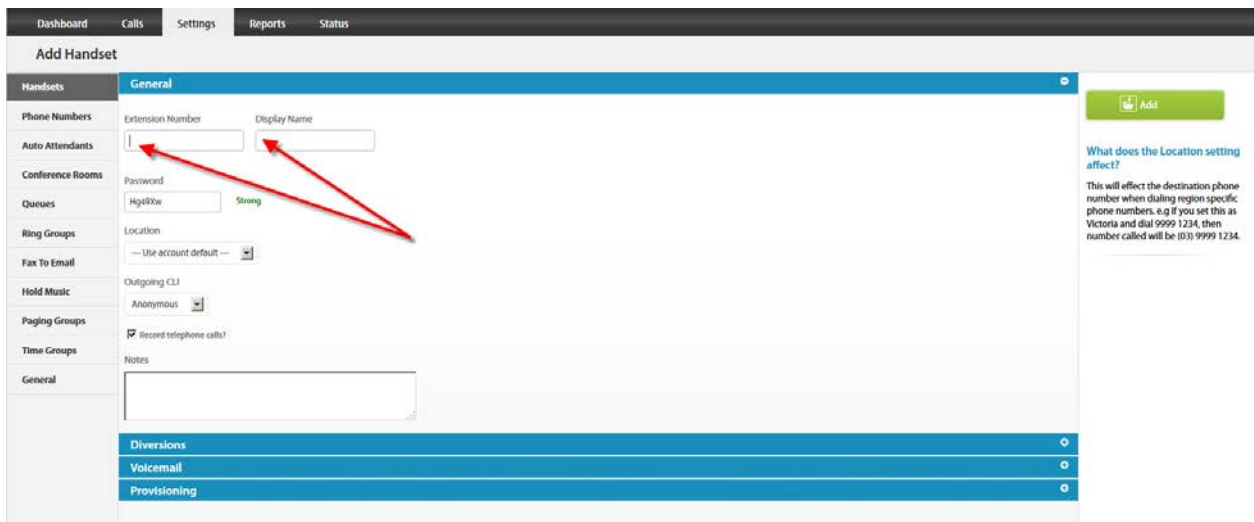 Dashboard Calls Settings Reports Status
Add Handset
Handsets
Phone Numbers
Auto Attendants
Conference Rooms
Queues
Ring Groups
Fax To Email
Hold Music
Paging Groups
Time Groups
General
General
Extension Number Display Name
Password
Hg49Xw Strong
Location
--- Use account default ---
Outgoing CLI
Anonymous
Record telephone calls?
Notes
Diversions
Voicemail
Provisioning
Add
What does the Location setting
affect?
This will effect the destination phone
number when dialing region specific
phone numbers. e.g if you set this as
Victoria and dial 9999 1234, then
number called will be (03) 9999 1234.